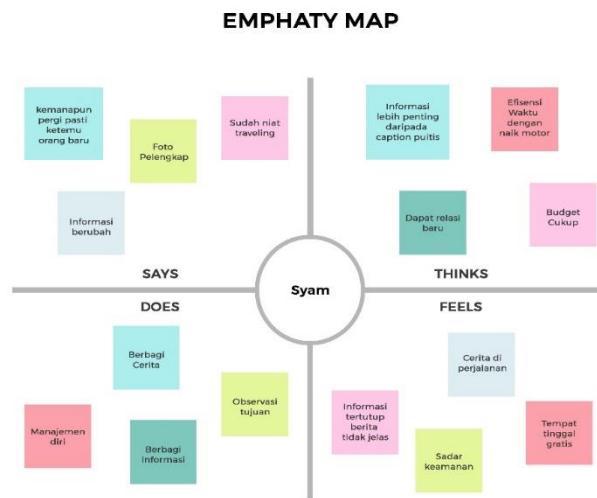 EMPHATY MAP
kemanapun
pergi pasti
ketemu
orang baru
Foto
Pelengkap
Sudah niat
traveling
Informasi
berubah
SAYS
Informasi
lebih penting
daripada
caption puitis
Efisensi
Waktu
dengan
naik motor
Dapat relasi
baru
Budget
Cukup
THINKS
Syam
DOES
Berbagi
Cerita
Observasi
tujuan
Manajemen
diri
Berbagi
Informasi
FEELS
Cerita di
perjalanan
Informasi
tertutup
berita
tidak jelas
Sadar
keamanan
Tempat
tinggal
gratis